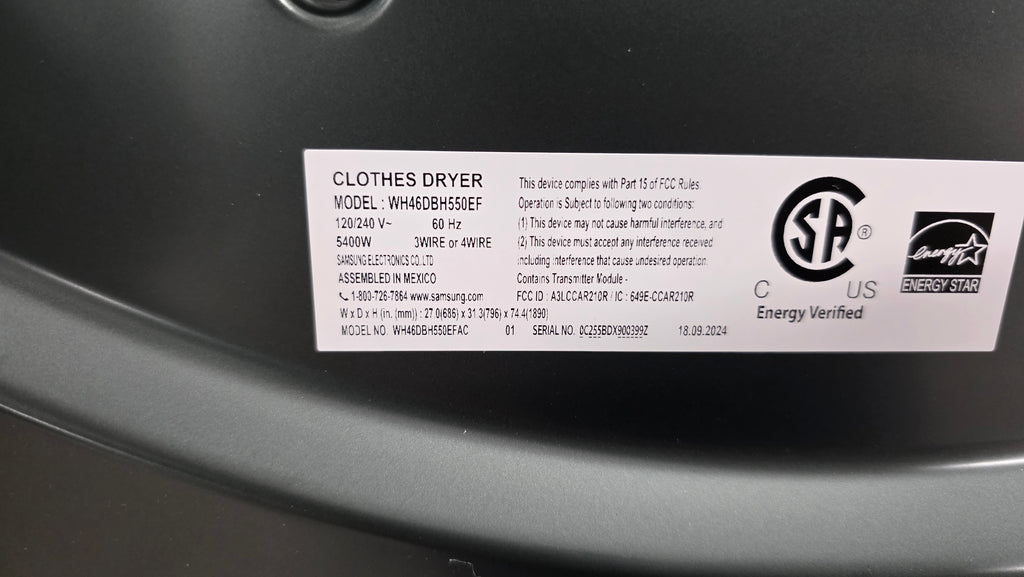 CLOTHES DRYER
MODEL : WH46DBH550EF
120/240 V~ 60 Hz
5400W 3WIRE or 4WIRE
SAMSUNG ELECTRONICS CO. LTD
ASSEMBLED IN MEXICO
1-800-726-7864 www.samsung.com
W x D x H (in. (mm)) : 27.0(686) x 31.3(796) x 74.4(1890)
MODEL NO. WH46DBH550EFAC 01 SERIAL NO. 0C255BDX900399Z 18.09.2024
This device complies with Part 15 of FCC Rules.
Operation is Subject to following two conditions:
(1) This device may not cause harmful interference, and
(2) This device must accept any interference received.
including interference that cause undesired operation.
Contains Transmitter Module -
FCC ID : A3LCCAR210R / IC : 649E-CCAR210R
SA ®
C US
Energy Verified
energy
ENERGY STAR